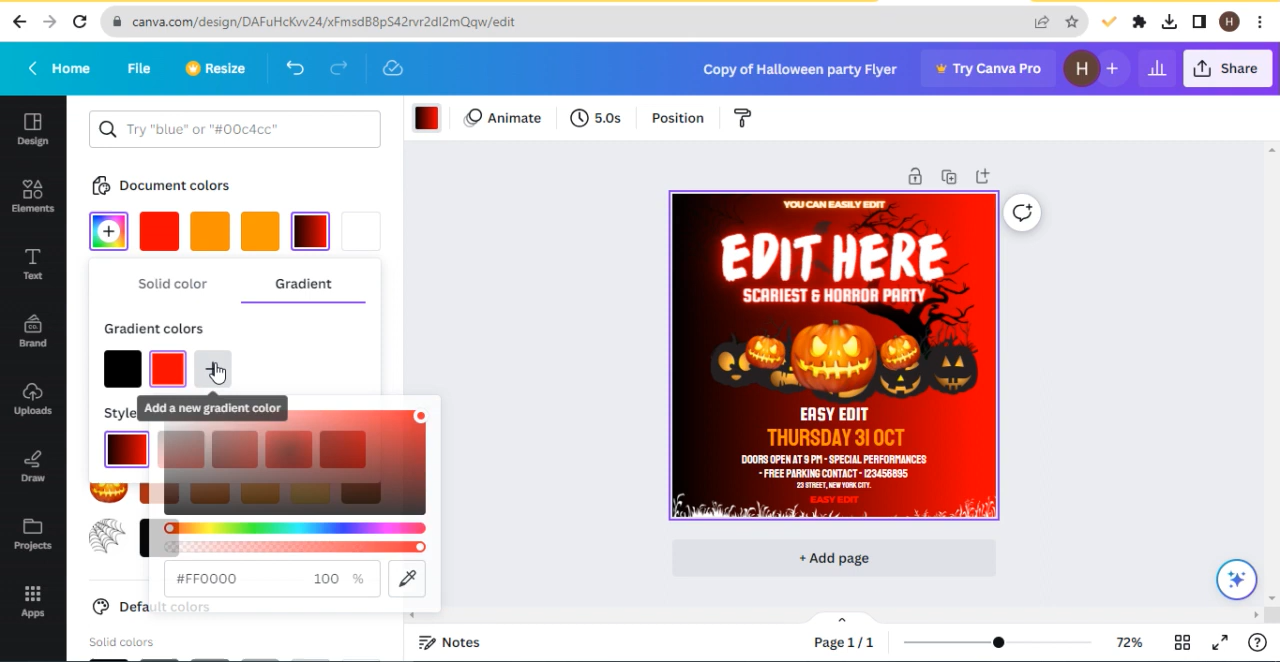 canva.com/design/DAFuHcKvv24/xFmsdB8pS42rvr2dI2mQqw/edit
H
Home
File
Resize
Copy of Halloween party Flyer
Try Canva Pro
H
+
Share
Design
Elements
Text
Brand
Uploads
Draw
Projects
Apps
Try "blue" or "#00c4cc"
Document colors
Solid color
Gradient
Gradient colors
Add a new gradient color
Style
#FF0000 100 %
Default colors
Solid colors
Animate
5.0s
Position
YOU CAN EASILY EDIT
EDIT HERE
SCARIEST & HORROR PARTY
EASY EDIT
THURSDAY 31 OCT
DOORS OPEN AT 9 PM - SPECIAL PERFORMANCES
- FREE PARKING CONTACT - 123456895
23 STREET, NEW YORK CITY.
EASY EDIT
+ Add page
Notes
Page 1 / 1
72%